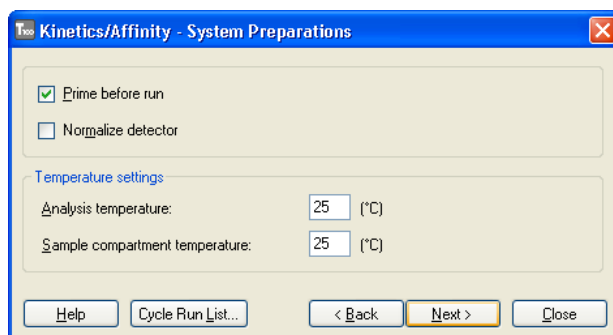 T100 Kinetics/Affinity - System Preparations
Prime before run
Normalize detector
Temperature settings
Analysis temperature: 25 (°C)
Sample compartment temperature: 25 (°C)
Help Cycle Run List... < Back Next > Close